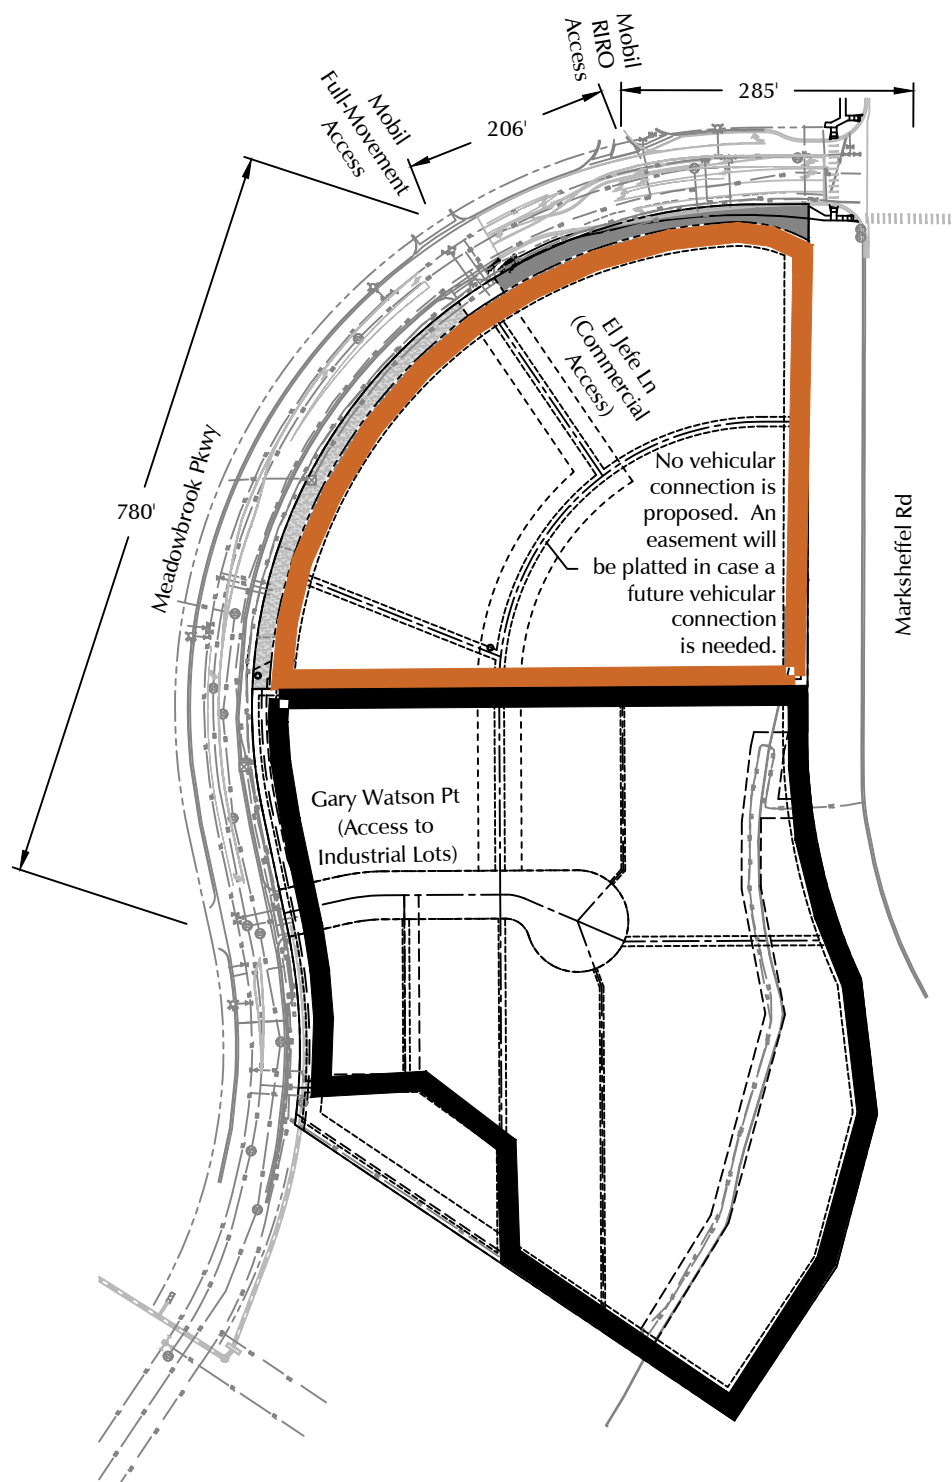 Mobil
RIRO
Access
285'
206'
Mobil
Full-Movement
Access
780'
Meadowbrook Pkwy
El Jefe Ln
(Commercial
Access)
No vehicular
connection is
proposed. An
easement will
be platted in case a
future vehicular
connection
is needed.
Marksheffel Rd
Gary Watson Pt
(Access to
Industrial Lots)